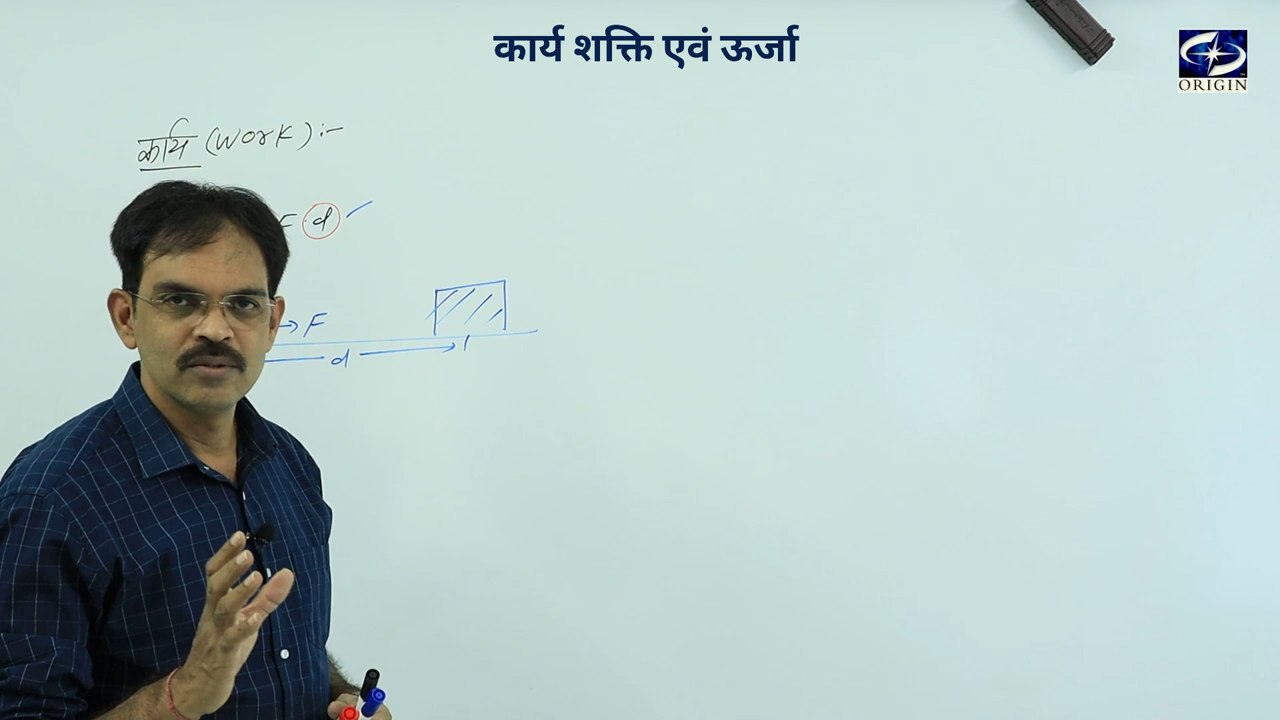 कार्य शक्ति एवं ऊर्जा
ORIGIN
कार्य (Work) :-
F.d
F
d